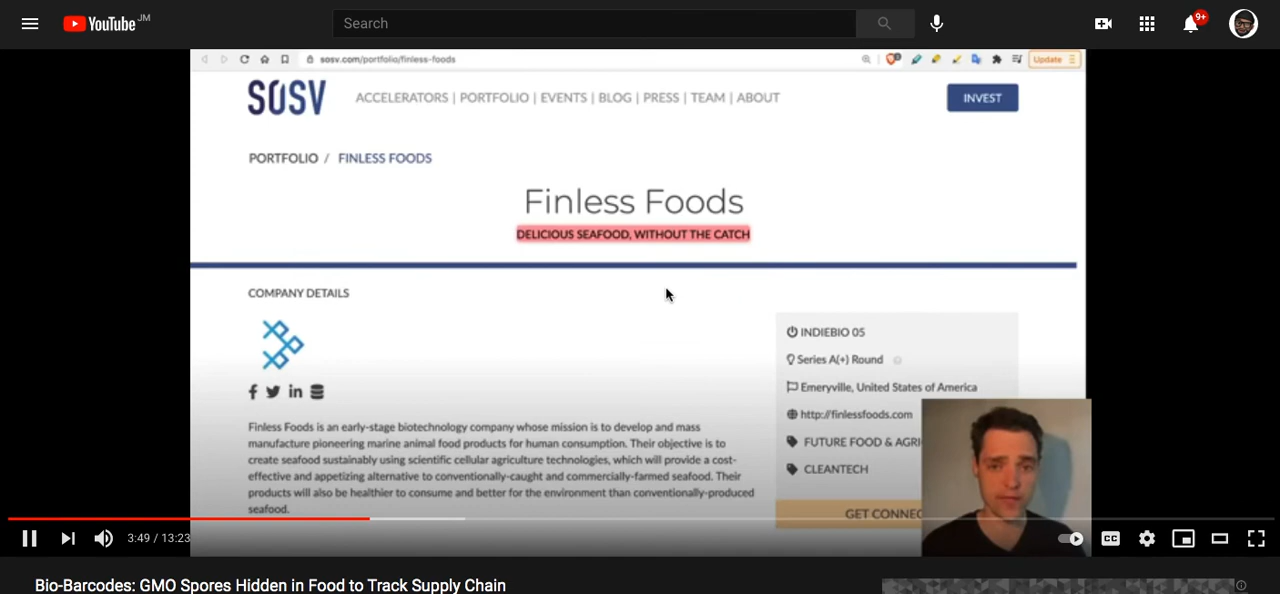 YouTube JM
Search
9+
sosv.com/portfolio/finless-foods
Update
SOSV
ACCELERATORS | PORTFOLIO | EVENTS | BLOG | PRESS | TEAM | ABOUT
INVEST
PORTFOLIO / FINLESS FOODS
Finless Foods
DELICIOUS SEAFOOD, WITHOUT THE CATCH
COMPANY DETAILS
INDIEBIO 05
Series A(+) Round
Emeryville, United States of America
http://finlessfoods.com
FUTURE FOOD & AGRI
CLEANTECH
GET CONNEC
Finless Foods is an early-stage biotechnology company whose mission is to develop and mass
manufacture pioneering marine animal food products for human consumption. Their objective is to
create seafood sustainably using scientific cellular agriculture technologies, which will provide a cost-
effective and appetizing alternative to conventionally-caught and commercially-farmed seafood. Their
products will also be healthier to consume and better for the environment than conventionally-produced
seafood.
3:49 / 13:23
CC
Bio-Barcodes: GMO Spores Hidden in Food to Track Supply Chain